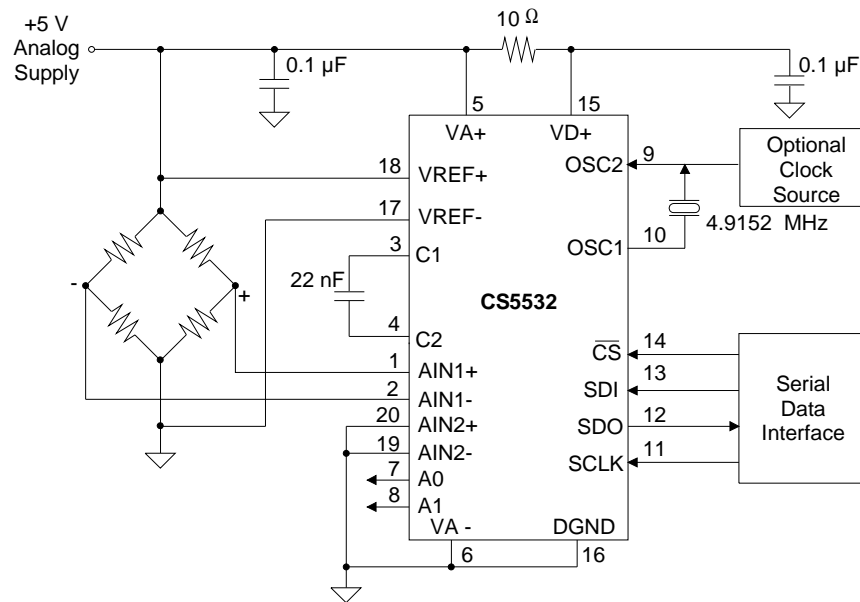 +5 V
Analog
Supply
10 Ω
0.1 µF
0.1 µF
5
15
VA+
VD+
Optional
Clock
Source
9
OSC2
18
VREF+
17
VREF-
4.9152 MHz
10
OSC1
3
C1
22 nF
CS5532
-
+
4
C2
1
AIN1+
2
AIN1-
20
AIN2+
19
AIN2-
7
A0
8
A1
14
CS
13
SDI
12
SDO
11
SCLK
Serial
Data
Interface
VA -
DGND
6
16